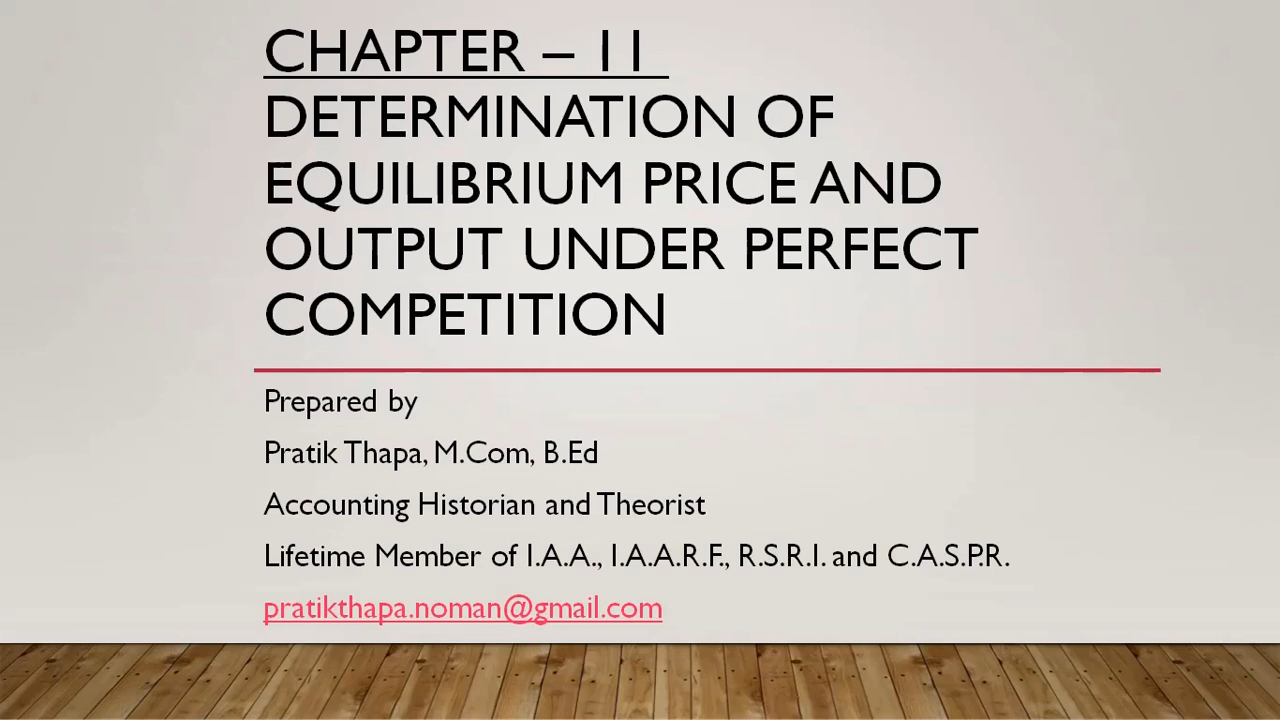 CHAPTER – 11
DETERMINATION OF
EQUILIBRIUM PRICE AND
OUTPUT UNDER PERFECT
COMPETITION
Prepared by
Pratik Thapa, M.Com, B.Ed
Accounting Historian and Theorist
Lifetime Member of I.A.A., I.A.A.R.F., R.S.R.I. and C.A.S.P.R.
pratikthapa.noman@gmail.com